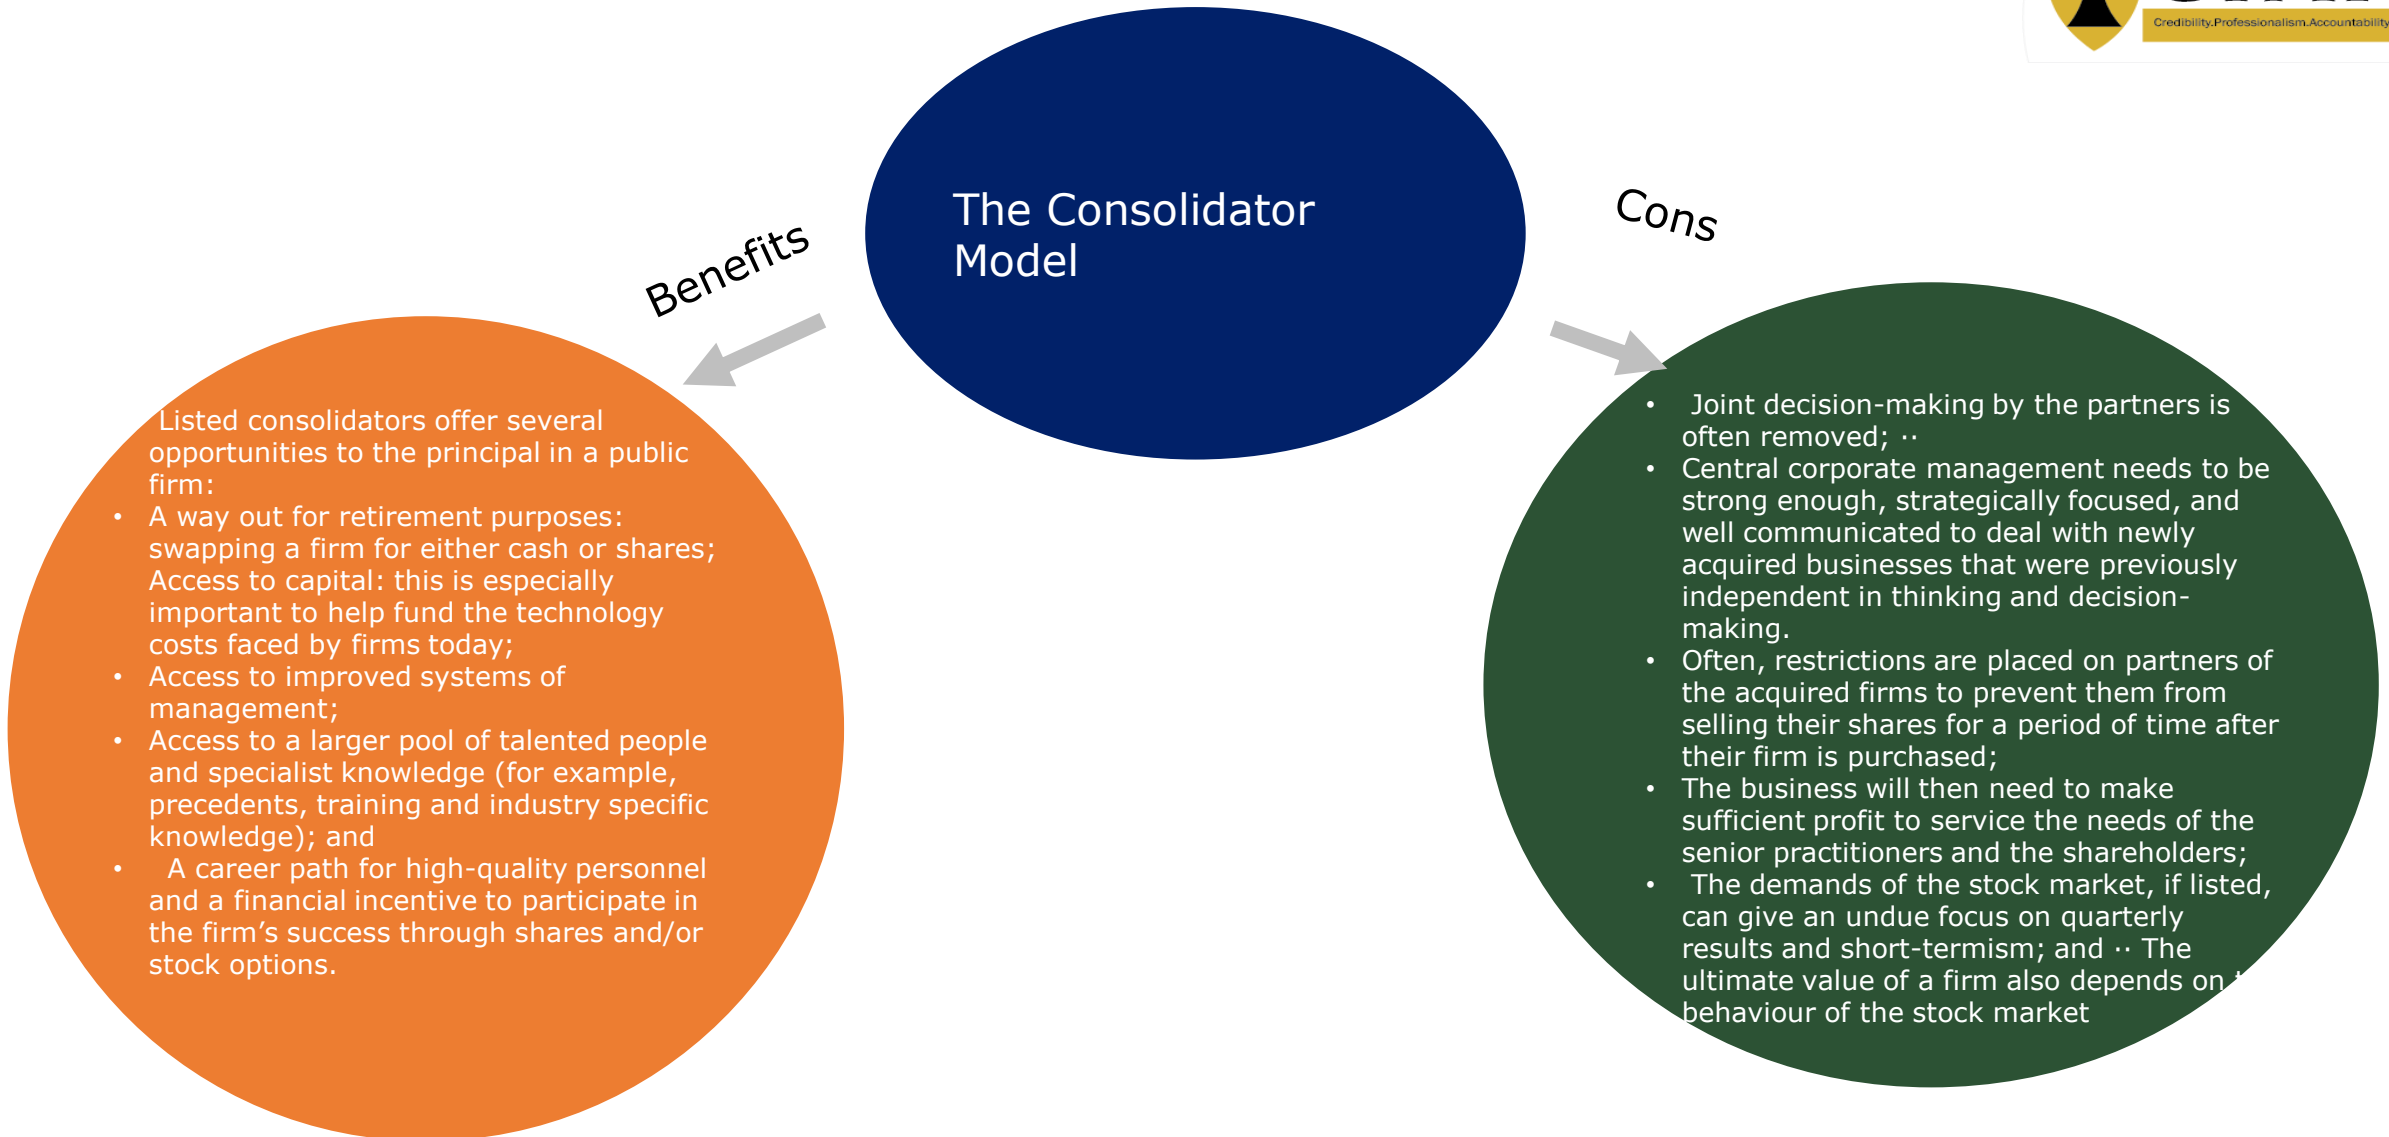 Credibility.Professionalism.Accountability
The Consolidator
Model
Benefits
Cons
Listed consolidators offer several
opportunities to the principal in a public
firm:
• A way out for retirement purposes:
swapping a firm for either cash or shares;
Access to capital: this is especially
important to help fund the technology
costs faced by firms today;
• Access to improved systems of
management;
• Access to a larger pool of talented people
and specialist knowledge (for example,
precedents, training and industry specific
knowledge); and
• A career path for high-quality personnel
and a financial incentive to participate in
the firm’s success through shares and/or
stock options.
• Joint decision-making by the partners is
often removed; ··
• Central corporate management needs to be
strong enough, strategically focused, and
well communicated to deal with newly
acquired businesses that were previously
independent in thinking and decision-
making.
• Often, restrictions are placed on partners of
the acquired firms to prevent them from
selling their shares for a period of time after
their firm is purchased;
• The business will then need to make
sufficient profit to service the needs of the
senior practitioners and the shareholders;
• The demands of the stock market, if listed,
can give an undue focus on quarterly
results and short-termism; and ·· The
ultimate value of a firm also depends on
behaviour of the stock market